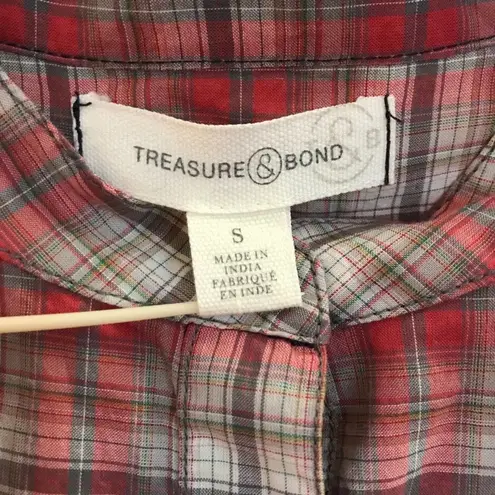 TREASURE & BOND
& B
S
MADE IN
INDIA
FABRIQUÉ
EN INDE